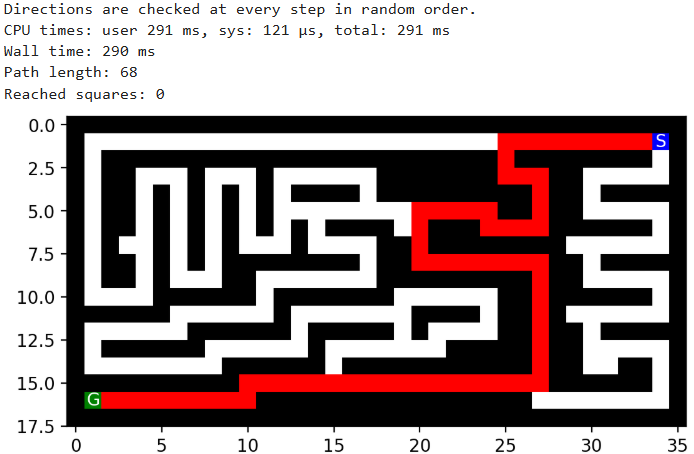 Directions are checked at every step in random order.
CPU times: user 291 ms, sys: 121 µs, total: 291 ms
Wall time: 290 ms
Path length: 68
Reached squares: 0
0.0
S
2.5
5.0
7.5
10.0
12.5
15.0
G
17.5
0 5 10 15 20 25 30 35